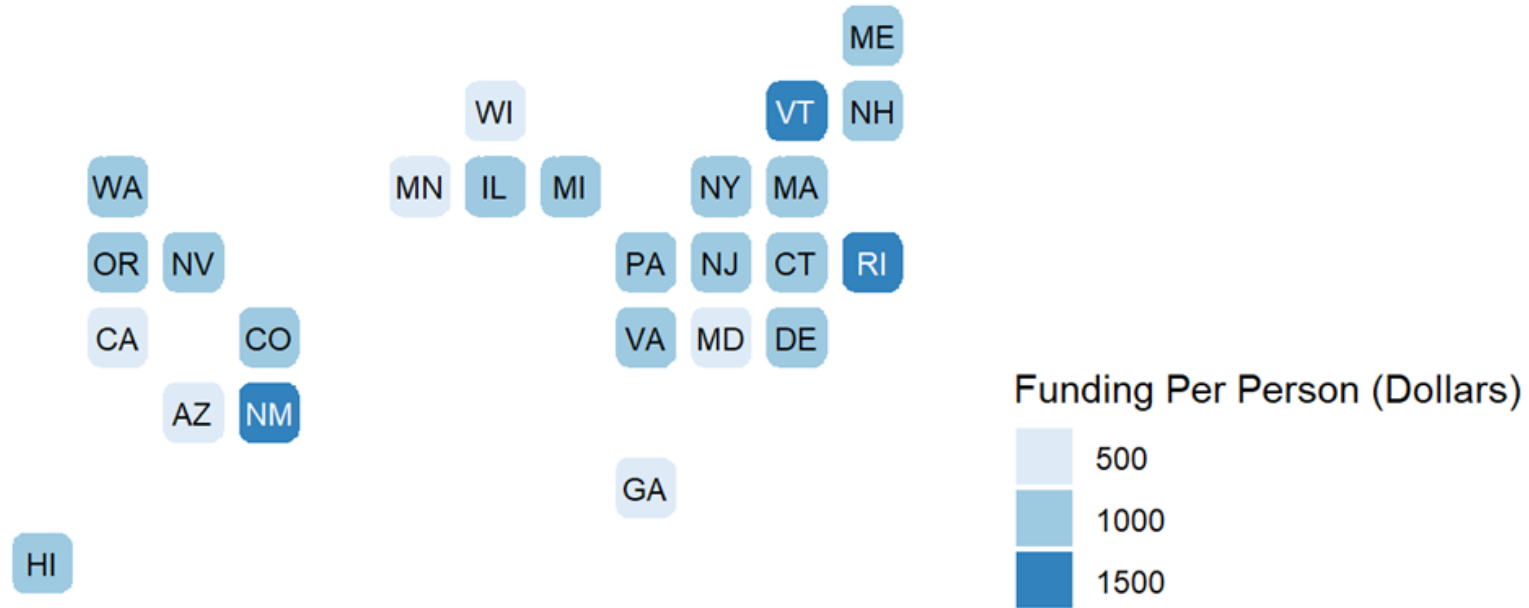 ME
WI VT NH
WA MN IL MI NY MA
OR NV PA NJ CT RI
CA CO VA MD DE
AZ NM
GA
HI
Funding Per Person (Dollars)
500
1000
1500